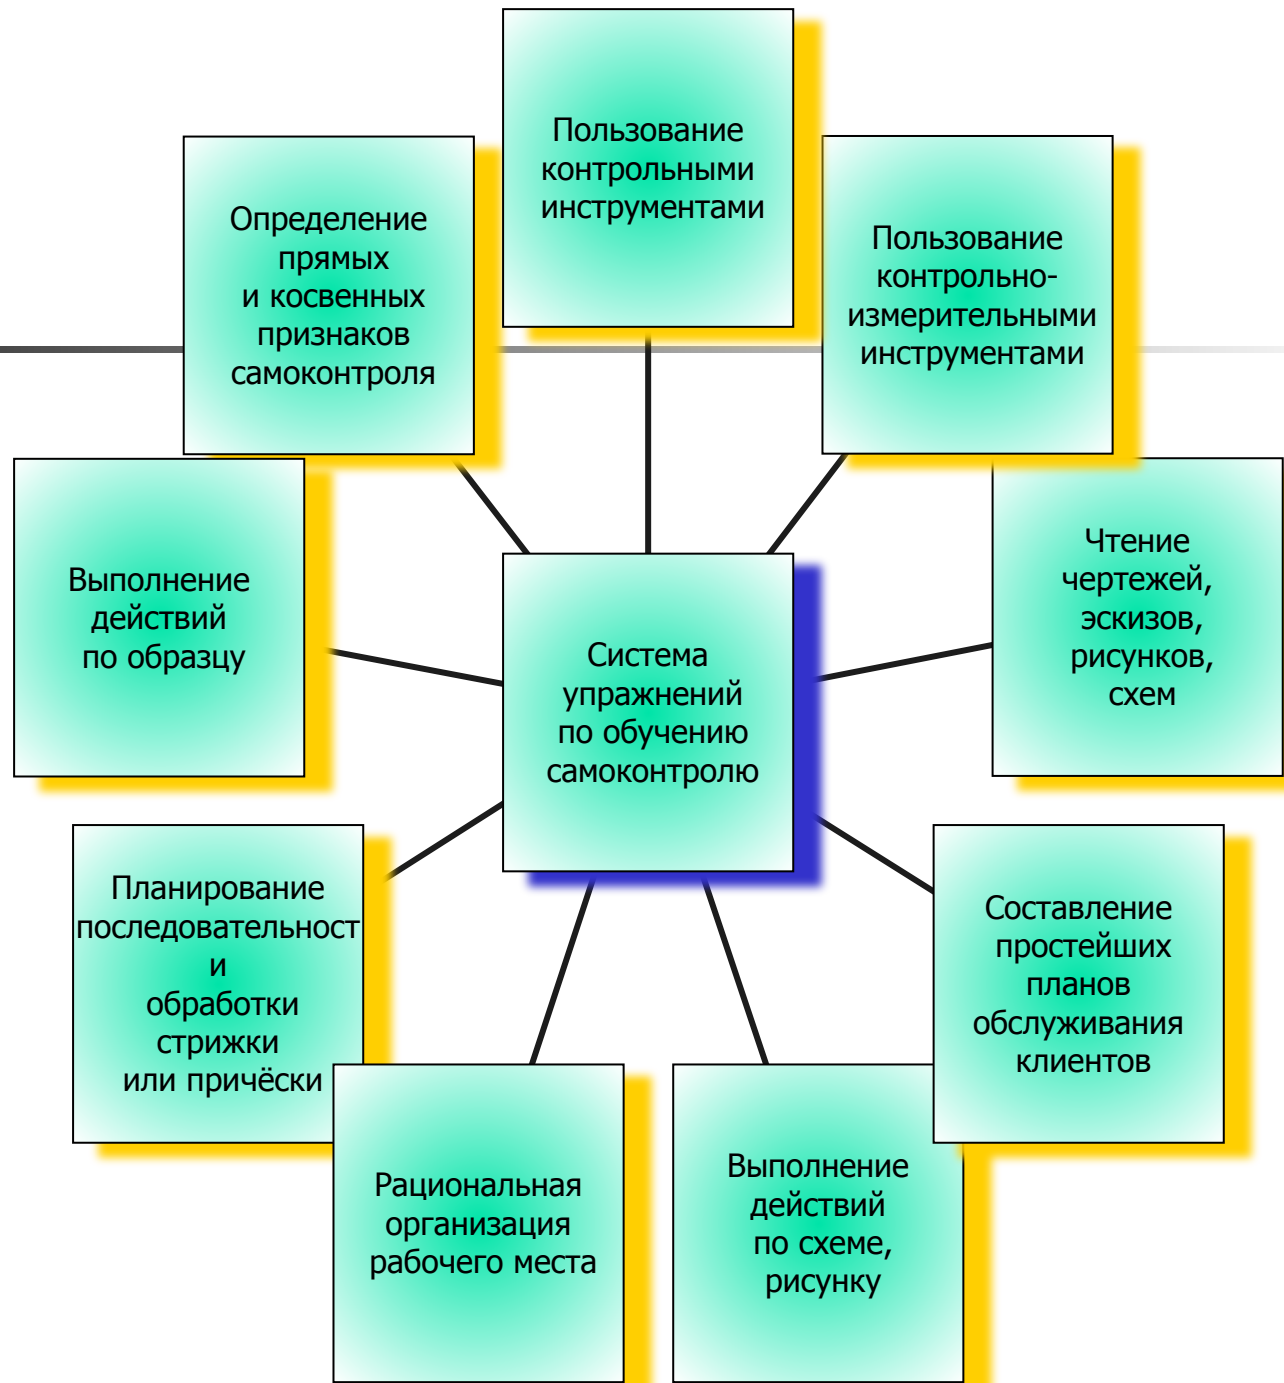 Пользование
контрольными
инструментами
Определение
прямых
и косвенных
признаков
самоконтроля
Пользование
контрольно-
измерительными
инструментами
Выполнение
действий
по образцу
Чтение
чертежей,
эскизов,
рисунков,
схем
Система
упражнений
по обучению
самоконтролю
Планирование
последовательност
и
обработки
стрижки
или причёски
Составление
простейших
планов
обслуживания
клиентов
Рациональная
организация
рабочего места
Выполнение
действий
по схеме,
рисунку